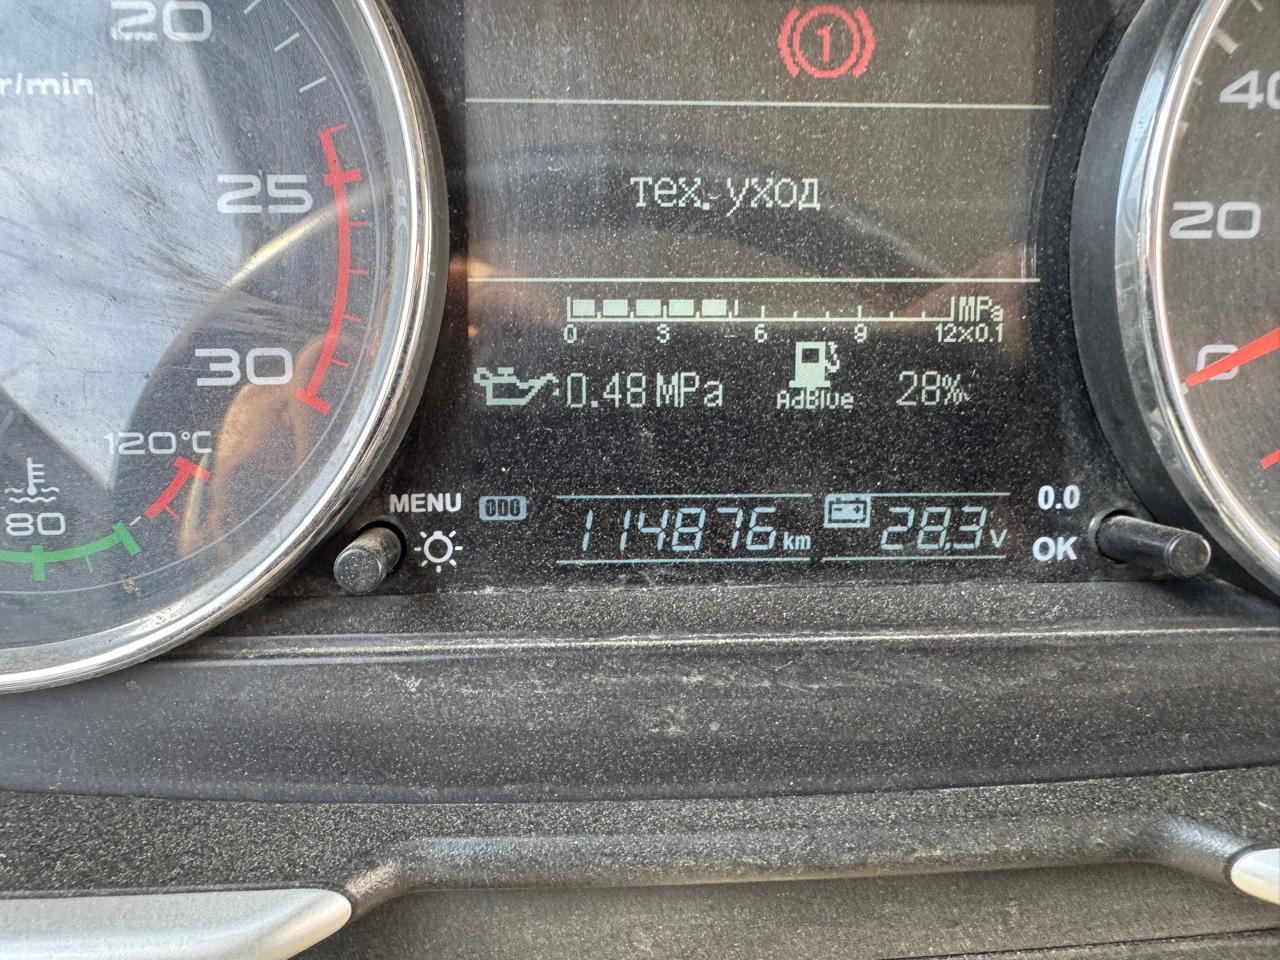 20
r/min
25
30
120°C
80
1
тех. уход
MPa
0 3 6 9 12×0.1
0.48 MPa
AdBlue
28%
MENU
ODO
114876 km
28.3 V
0.0
OK
40
20
0